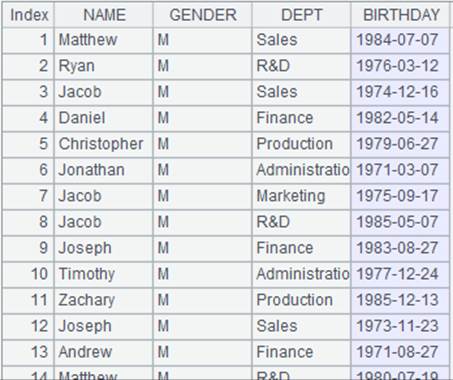 Index NAME GENDER DEPT BIRTHDAY
1 Matthew M Sales 1984-07-07
2 Ryan M R&D 1976-03-12
3 Jacob M Sales 1974-12-16
4 Daniel M Finance 1982-05-14
5 Christopher M Production 1979-06-27
6 Jonathan M Administratio 1971-03-07
7 Jacob M Marketing 1975-09-17
8 Jacob M R&D 1985-05-07
9 Joseph M Finance 1983-08-27
10 Timothy M Administratio 1977-12-24
11 Zachary M Production 1985-12-13
12 Joseph M Sales 1973-11-23
13 Andrew M Finance 1971-08-27
14 Matthew M R&D 1980-07-19